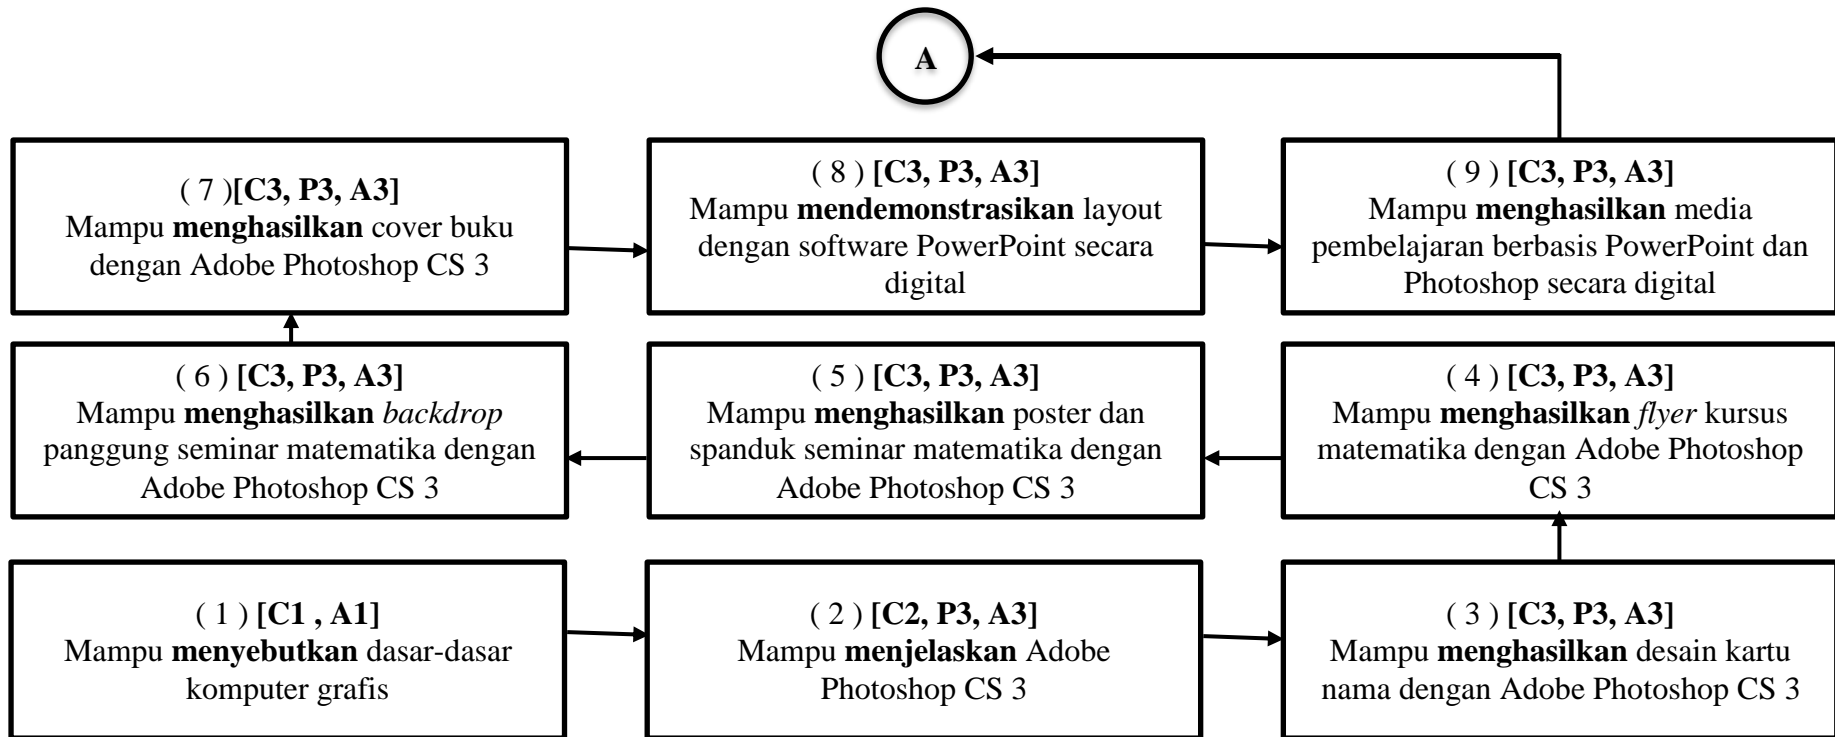 A
( 7 )[C3, P3, A3]
Mampu menghasilkan cover buku
dengan Adobe Photoshop CS 3
( 8 ) [C3, P3, A3]
Mampu mendemonstrasikan layout
dengan software PowerPoint secara
digital
( 9 ) [C3, P3, A3]
Mampu menghasilkan media
pembelajaran berbasis PowerPoint dan
Photoshop secara digital
( 6 ) [C3, P3, A3]
Mampu menghasilkan backdrop
panggung seminar matematika dengan
Adobe Photoshop CS 3
( 5 ) [C3, P3, A3]
Mampu menghasilkan poster dan
spanduk seminar matematika dengan
Adobe Photoshop CS 3
( 4 ) [C3, P3, A3]
Mampu menghasilkan flyer kursus
matematika dengan Adobe Photoshop
CS 3
( 1 ) [C1 , A1]
Mampu menyebutkan dasar-dasar
komputer grafis
( 2 ) [C2, P3, A3]
Mampu menjelaskan Adobe
Photoshop CS 3
( 3 ) [C3, P3, A3]
Mampu menghasilkan desain kartu
nama dengan Adobe Photoshop CS 3